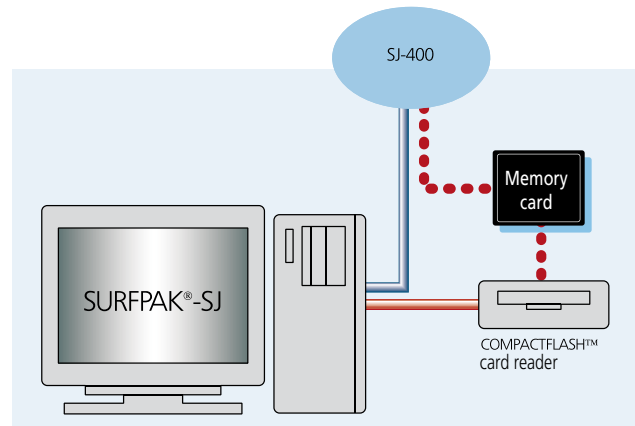 SJ-400
Memory
card
SURFPAK®-SJ
COMPACTFLASH™
card reader